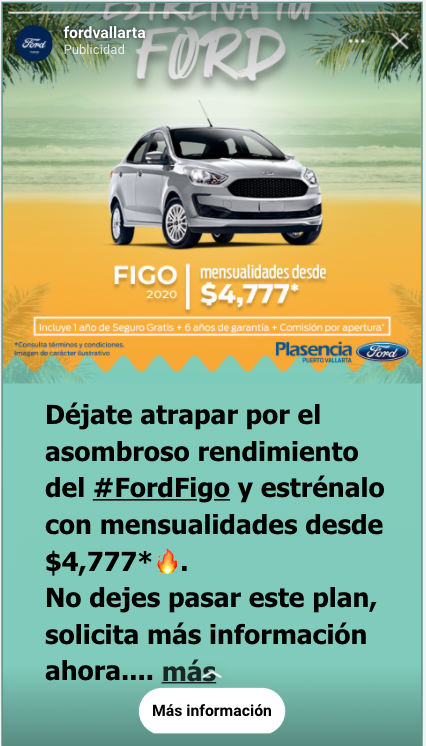 ESTRENA TU
FORD
Ford
fordvallarta
Publicidad
FIGO
2020
mensualidades desde
$4,777*
Incluye 1 año de Seguro Gratis + 6 años de garantía + Comisión por apertura*
*Consulta términos y condiciones.
Imagen de carácter ilustrativo
Plasencia
PUERTO VALLARTA
Ford
Déjate atrapar por el
asombroso rendimiento
del #FordFigo y estrénalo
con mensualidades desde
$4,777*🔥.
No dejes pasar este plan,
solicita más información
ahora.... más
Más información